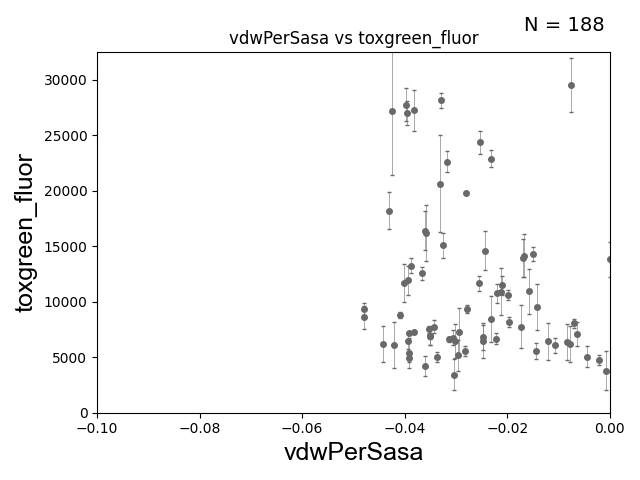 N = 188
vdwPerSasa vs toxgreen_fluor
30000
25000
20000
15000
10000
5000
0
toxgreen_fluor
−0.10 −0.08 −0.06 −0.04 −0.02 0.00
vdwPerSasa